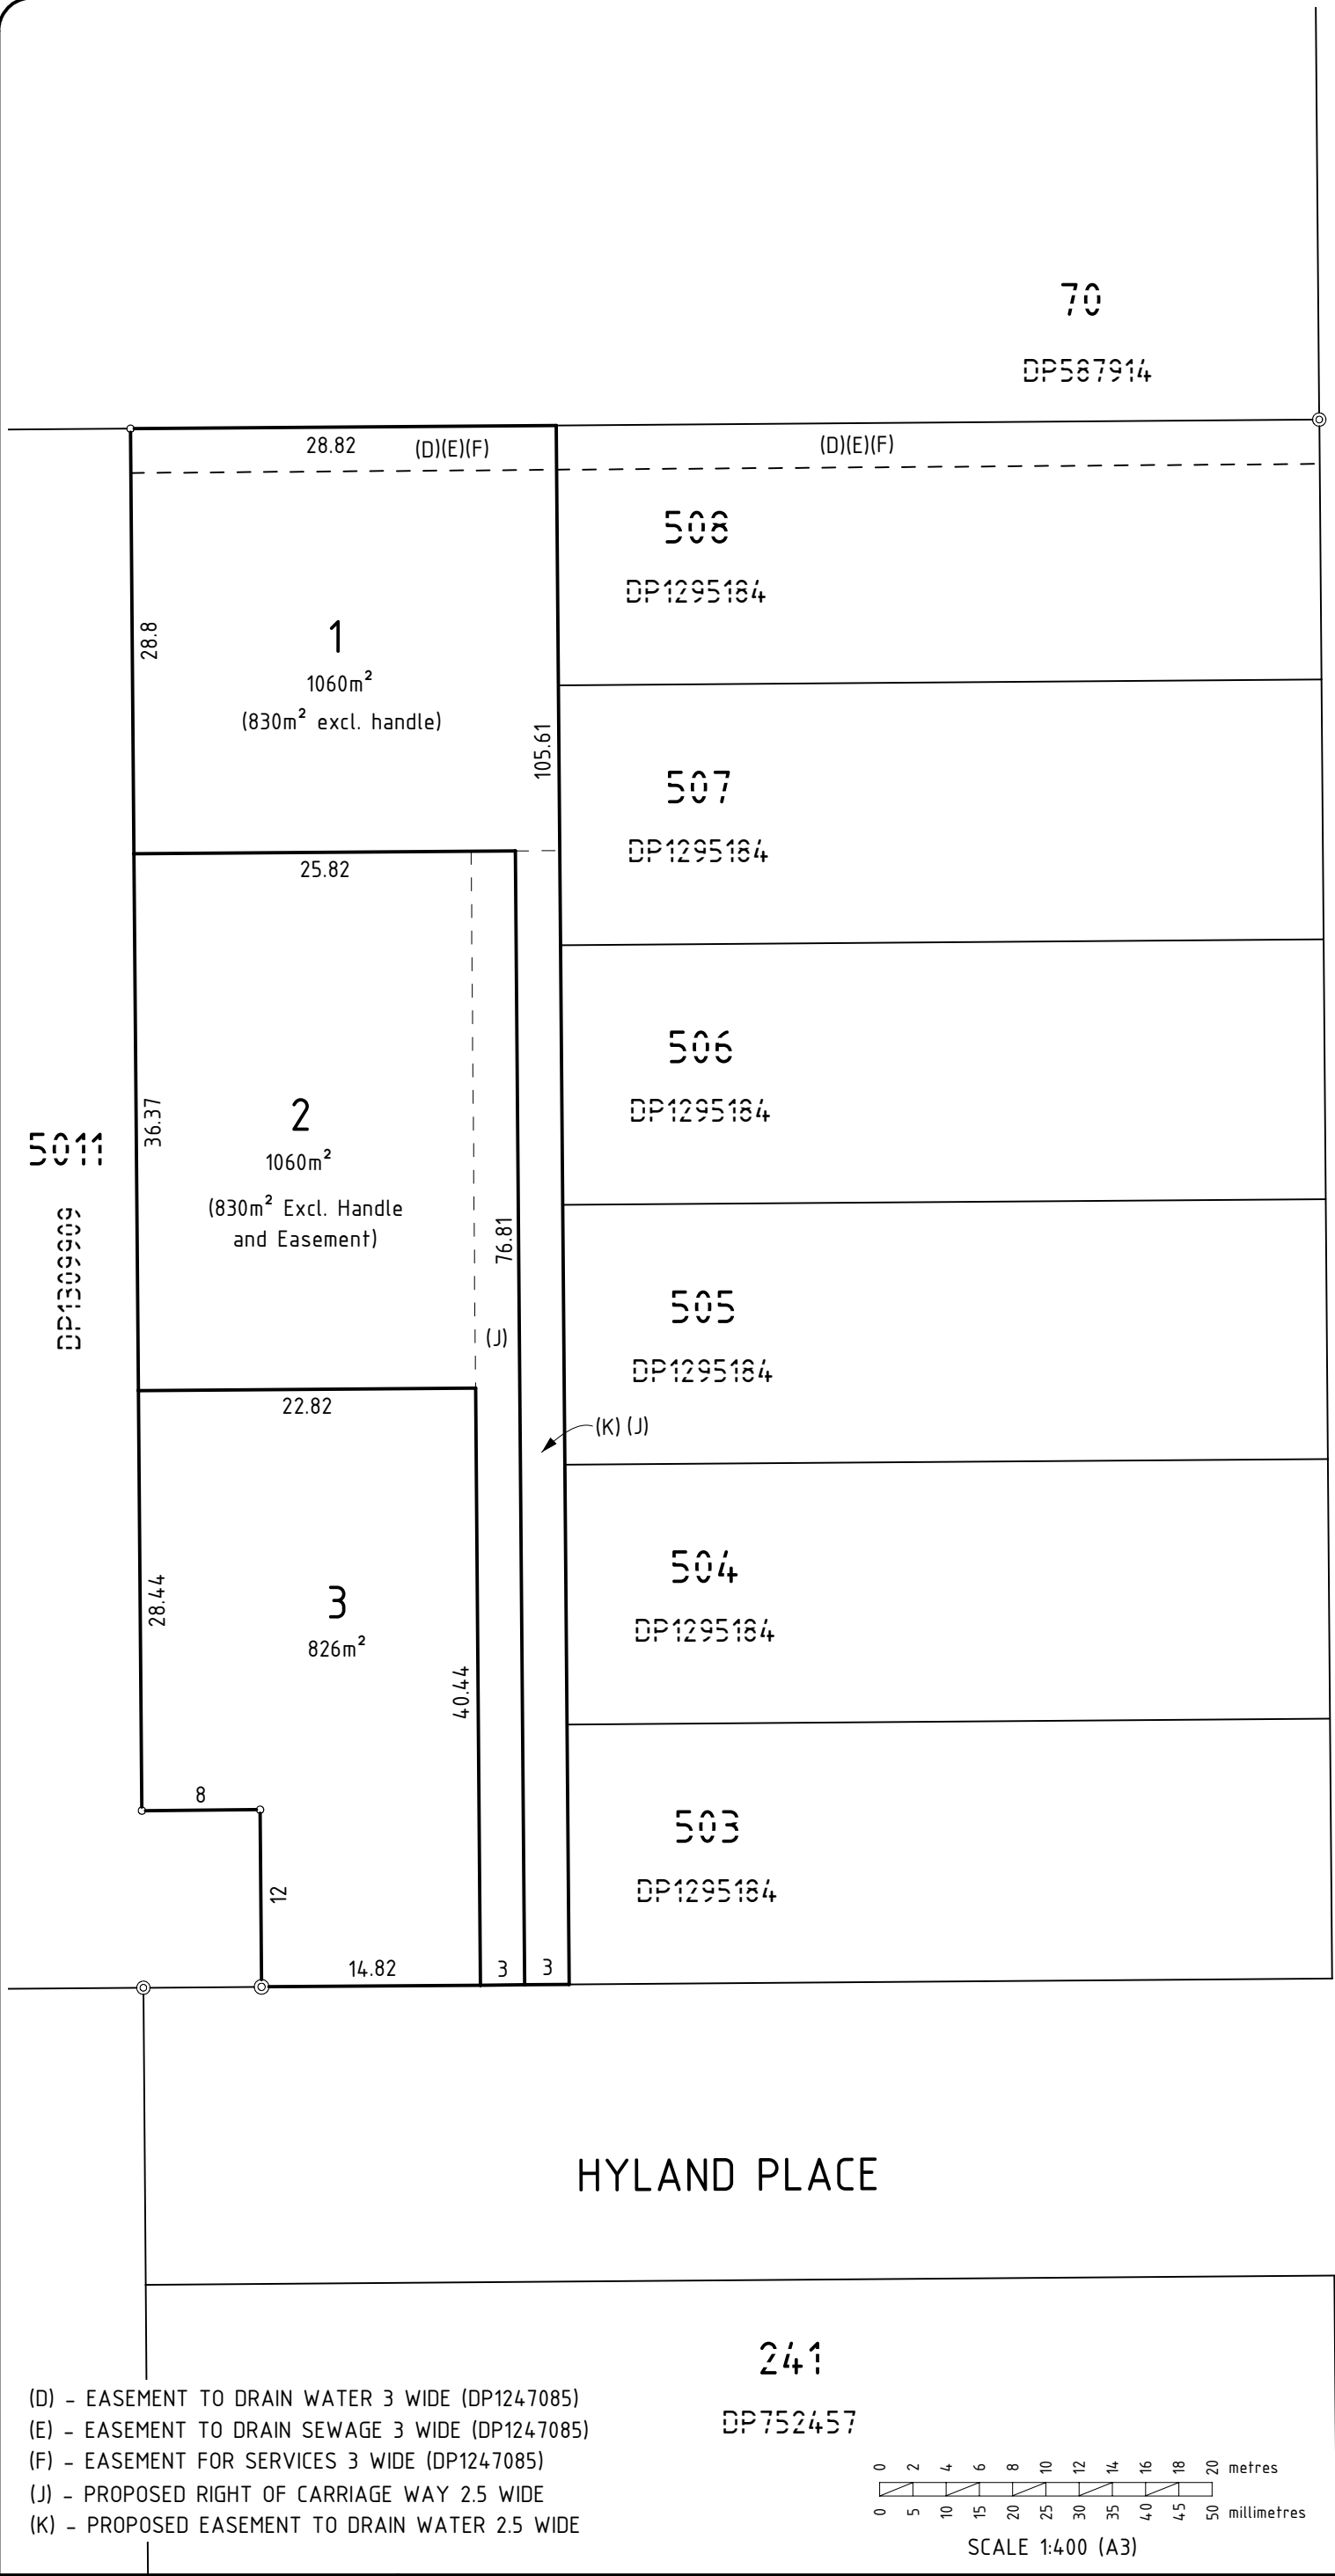 70
DP587914
28.82
(D)(E)(F)
(D)(E)(F)
508
DP1295184
28.8
1
1060m²
(830m² excl. handle)
105.61
507
DP1295184
25.82
506
DP1295184
36.37
2
1060m²
(830m² Excl. Handle
and Easement)
76.81
5011
DP1309909
505
DP1295184
(J)
22.82
(K) (J)
504
DP1295184
28.44
3
826m²
40.44
8
503
DP1295184
12
14.82
3
3
HYLAND PLACE
241
DP752457
(D) - EASEMENT TO DRAIN WATER 3 WIDE (DP1247085)
(E) - EASEMENT TO DRAIN SEWAGE 3 WIDE (DP1247085)
(F) - EASEMENT FOR SERVICES 3 WIDE (DP1247085)
(J) - PROPOSED RIGHT OF CARRIAGE WAY 2.5 WIDE
(K) - PROPOSED EASEMENT TO DRAIN WATER 2.5 WIDE
0 2 4 6 8 10 12 14 16 18 20 metres
0 5 10 15 20 25 30 35 40 45 50 millimetres
SCALE 1:400 (A3)